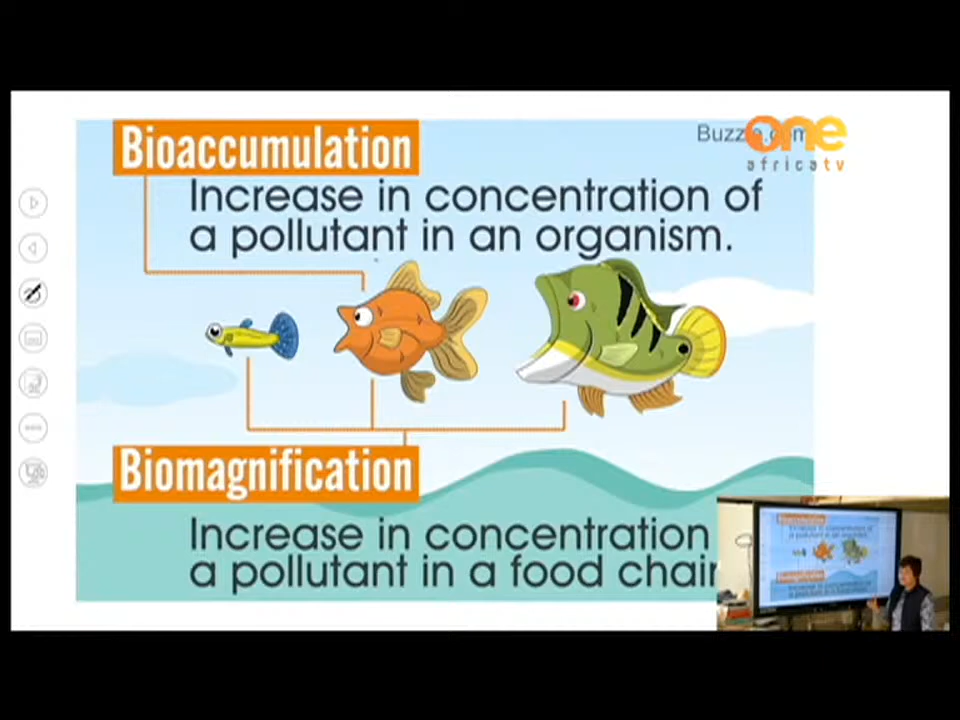 Bioaccumulation
one
africa tv
Increase in concentration of
a pollutant in an organism.
Biomagnification
Increase in concentration
a pollutant in a food